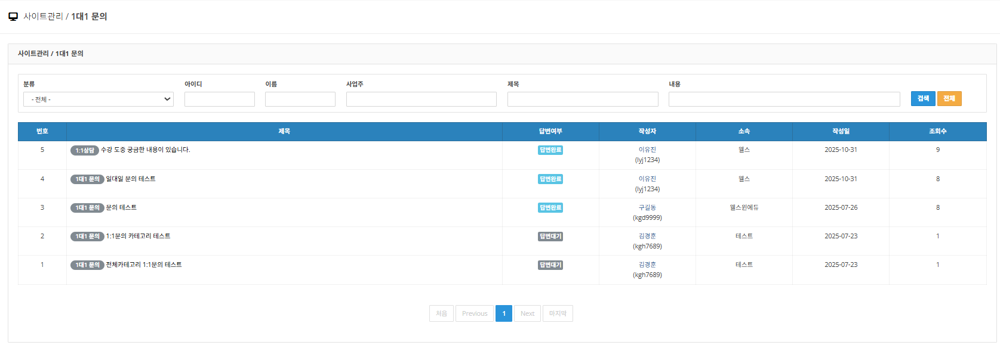 사이트관리 / 1대1 문의
사이트관리 / 1대1 문의
분류 아이디 이름 사업주 제목 내용
- 전체 - 검색 전체
번호 제목 답변여부 작성자 소속 작성일 조회수
5 1:1상담 수강 도중 궁금한 내용이 있습니다. 답변완료 이유진 웰스 2025-10-31 9
(lyj1234)
4 1대1 문의 일대일 문의 테스트 답변완료 이유진 웰스 2025-10-31 8
(lyj1234)
3 1대1 문의 문의 테스트 답변완료 구길동 웰스윈에듀 2025-07-26 8
(kgd9999)
2 1대1 문의 1:1문의 카테고리 테스트 답변대기 김경훈 테스트 2025-07-23 1
(kgh7689)
1 1대1 문의 전체카테고리 1:1문의 테스트 답변대기 김경훈 테스트 2025-07-23 1
(kgh7689)
처음 Previous 1 Next 마지막